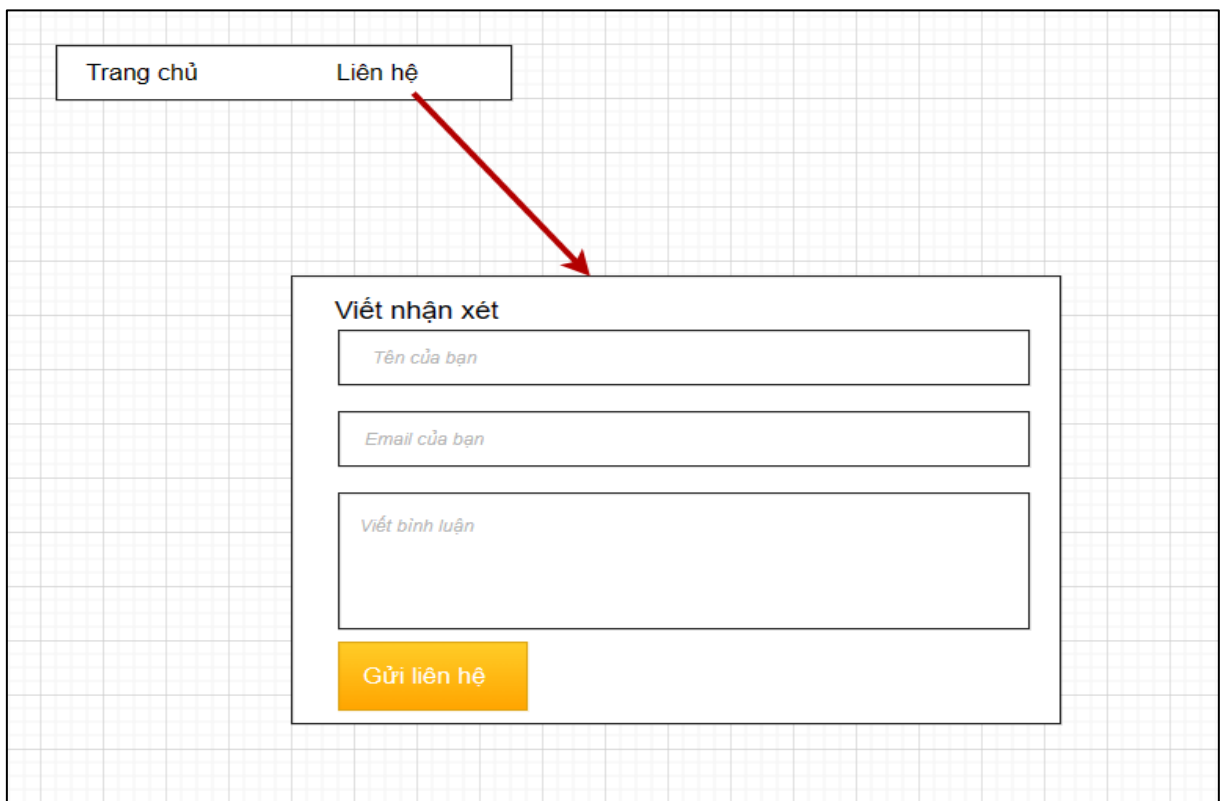 Trang chủ Liên hệ
Viết nhận xét
Tên của bạn
Email của bạn
Viết bình luận
Gửi liên hệ